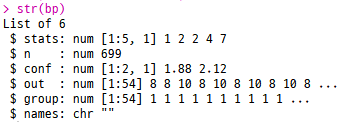 > str(bp)
List of 6
 $ stats: num [1:5, 1] 1 2 2 4 7
 $ n    : num 699
 $ conf : num [1:2, 1] 1.88 2.12
 $ out  : num [1:54] 8 8 10 8 10 8 10 8 10 8 ...
 $ group: num [1:54] 1 1 1 1 1 1 1 1 1 1 ...
 $ names: chr ""